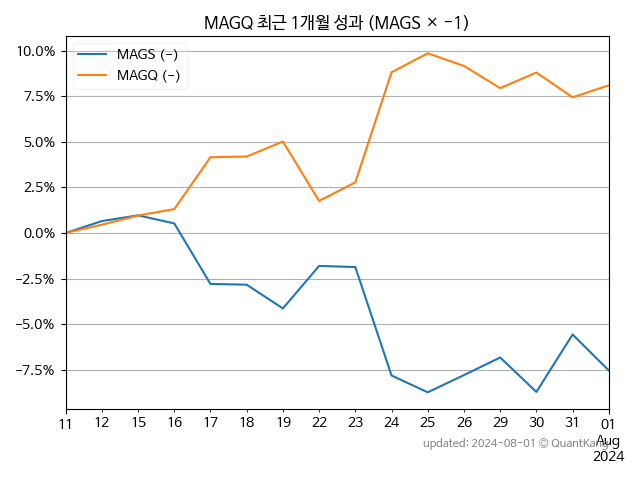 MAGQ 최근 1개월 성과 (MAGS × -1)
MAGS (-)
MAGQ (-)
10.0%
7.5%
5.0%
2.5%
0.0%
-2.5%
-5.0%
-7.5%
11 12 15 16 17 18 19 22 23 24 25 26 29 30 31 01
updated: 2024-08-01 © QuantKang
Aug
2024